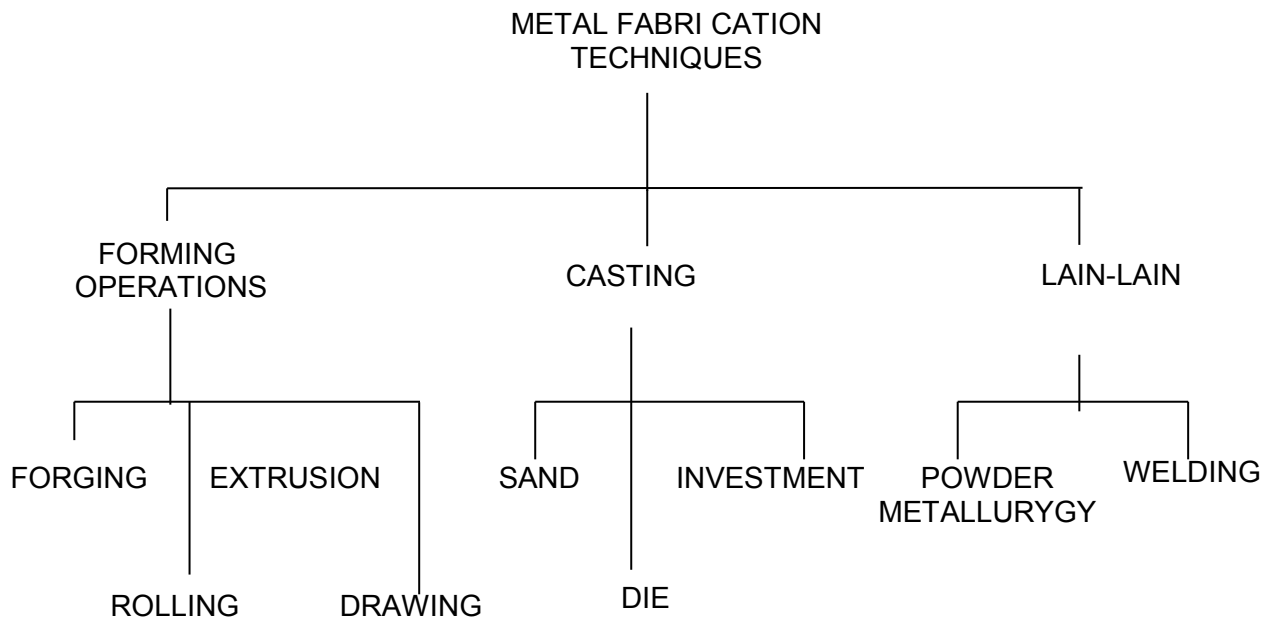 METAL FABRI CATION
TECHNIQUES
FORMING
OPERATIONS
CASTING
LAIN-LAIN
FORGING
EXTRUSION
SAND
INVESTMENT
POWDER
METALLURYGY
WELDING
ROLLING
DRAWING
DIE